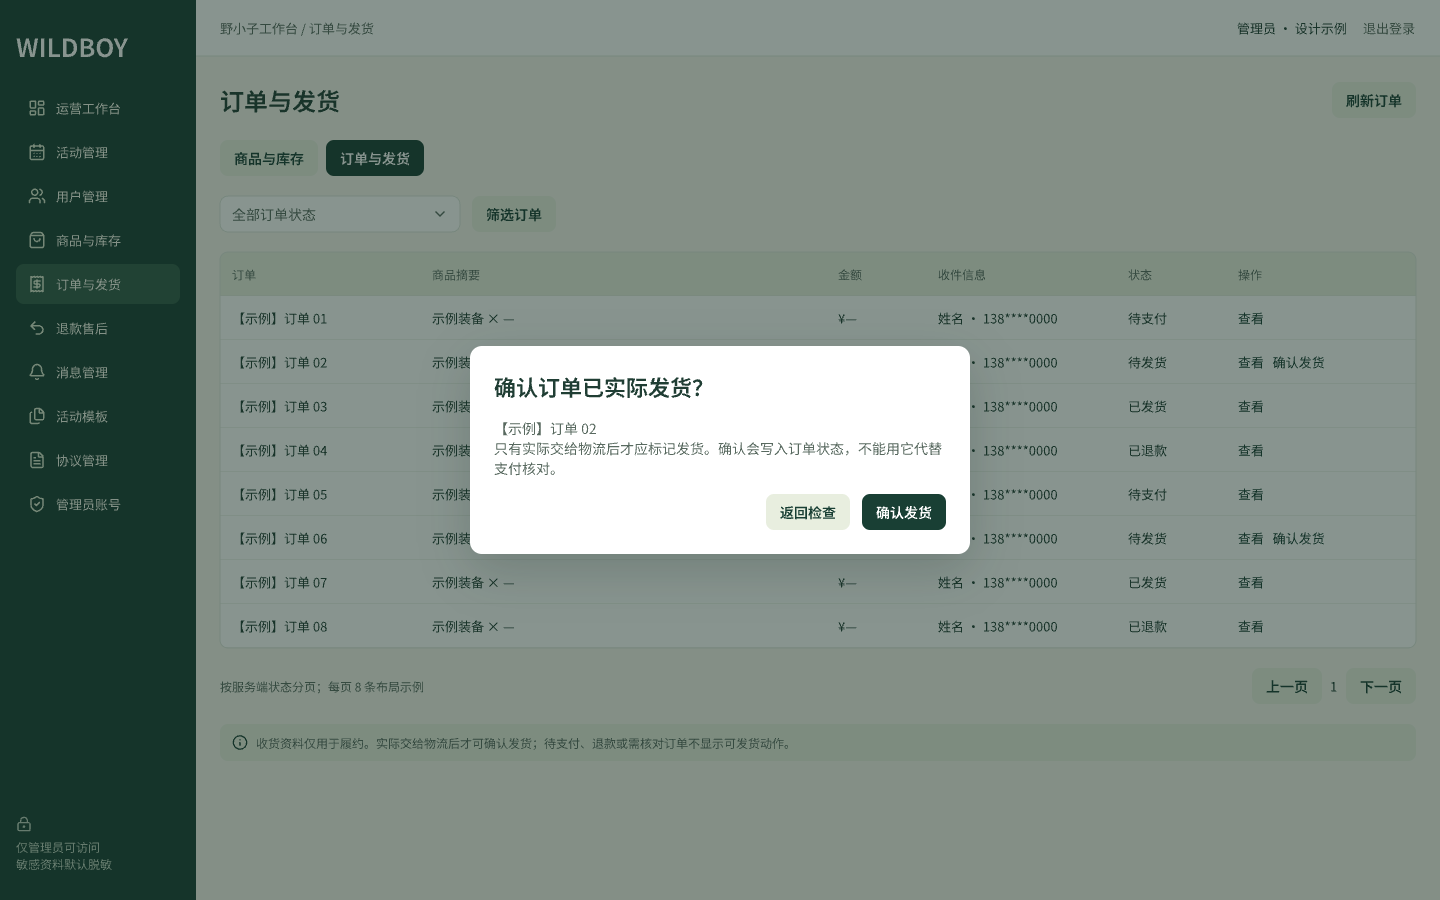 WILDBOY
运营工作台
活动管理
用户管理
商品与库存
订单与发货
退款售后
消息管理
活动模板
协议管理
管理员账号
仅管理员可访问
敏感资料默认脱敏
野小子工作台 / 订单与发货
管理员 · 设计示例 退出登录
订单与发货
刷新订单
商品与库存 订单与发货
全部订单状态 筛选订单
订单 商品摘要 金额 收件信息 状态 操作
【示例】订单 01 示例装备 × — ¥— 姓名 · 138****0000 待支付 查看
【示例】订单 02 示例装 · 138****0000 待发货 查看 确认发货
【示例】订单 03 示例装 · 138****0000 已发货 查看
【示例】订单 04 示例装 · 138****0000 已退款 查看
【示例】订单 05 示例装 · 138****0000 待支付 查看
【示例】订单 06 示例装 · 138****0000 待发货 查看 确认发货
【示例】订单 07 示例装备 × — ¥— 姓名 · 138****0000 已发货 查看
【示例】订单 08 示例装备 × — ¥— 姓名 · 138****0000 已退款 查看
确认订单已实际发货？
【示例】订单 02
只有实际交给物流后才应标记发货。确认会写入订单状态，不能用它代替
支付核对。
返回检查 确认发货
按服务端状态分页；每页 8 条布局示例
上一页 1 下一页
收货资料仅用于履约。实际交给物流后才可确认发货；待支付、退款或需核对订单不显示可发货动作。